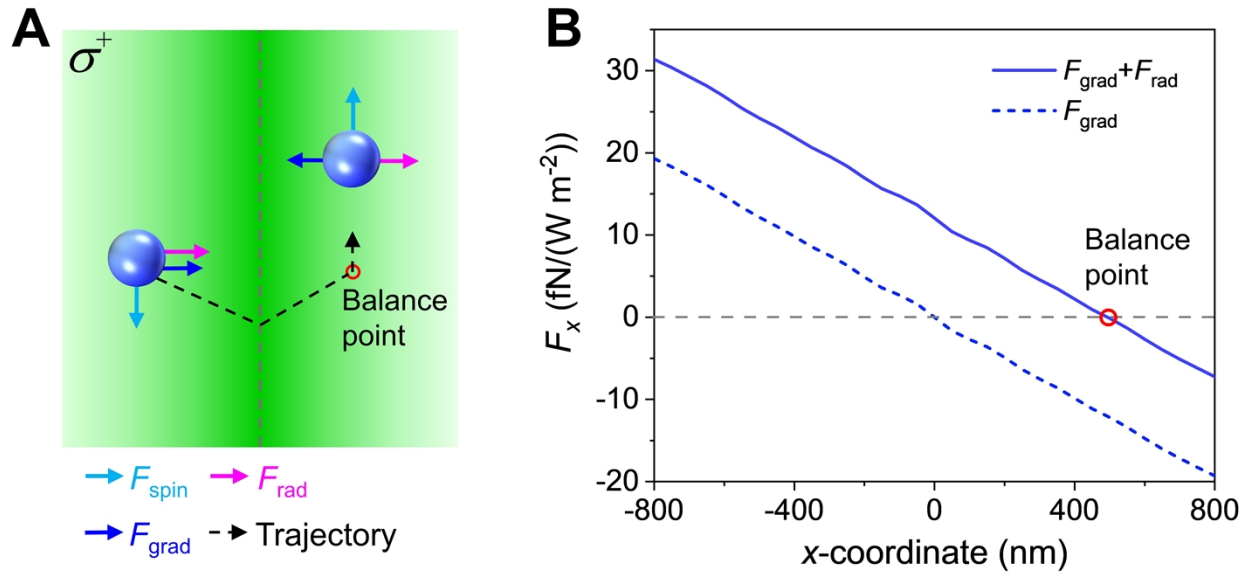 A
σ+
Balance
point
Fspin
Frad
Fgrad
Trajectory
B
Fgrad+Frad
Fgrad
Balance
point
Fx (fN/(W m-2))
30
20
10
0
-10
-20
-800
-400
0
400
800
x-coordinate (nm)